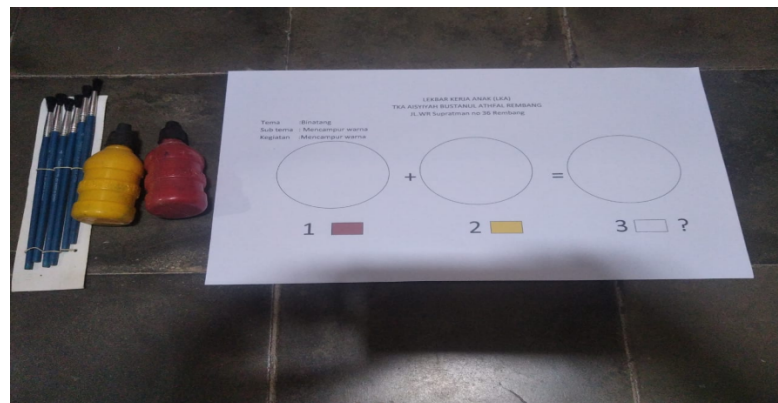 LEMBAR KERJA ANAK (LKA)
TKA AISYIYAH BUSTANUL ATHFAL REMBANG
JL.WR Supratman no 36 Rembang
Tema :Binatang
Sub tema : Mencampur warna
Kegiatan :Mencampur warna
+ =
1 2 3 ?